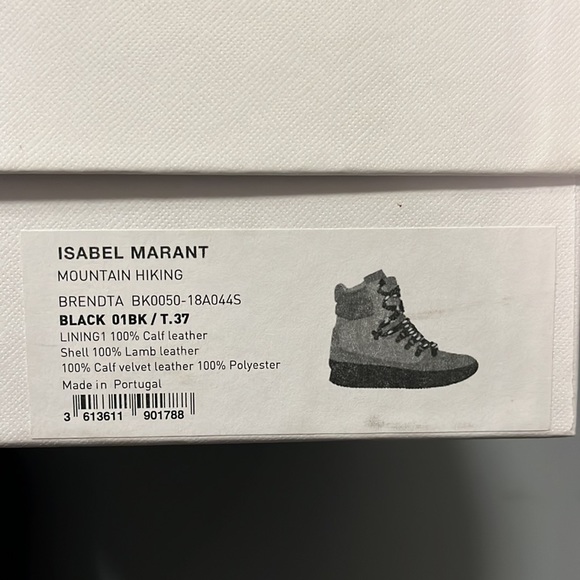 ISABEL MARANT
MOUNTAIN HIKING
BRENDTA BK0050-18A044S
BLACK 01BK / T.37
LINING1 100% Calf leather
Shell 100% Lamb leather
100% Calf velvet leather 100% Polyester
Made in Portugal
3 613611 901788